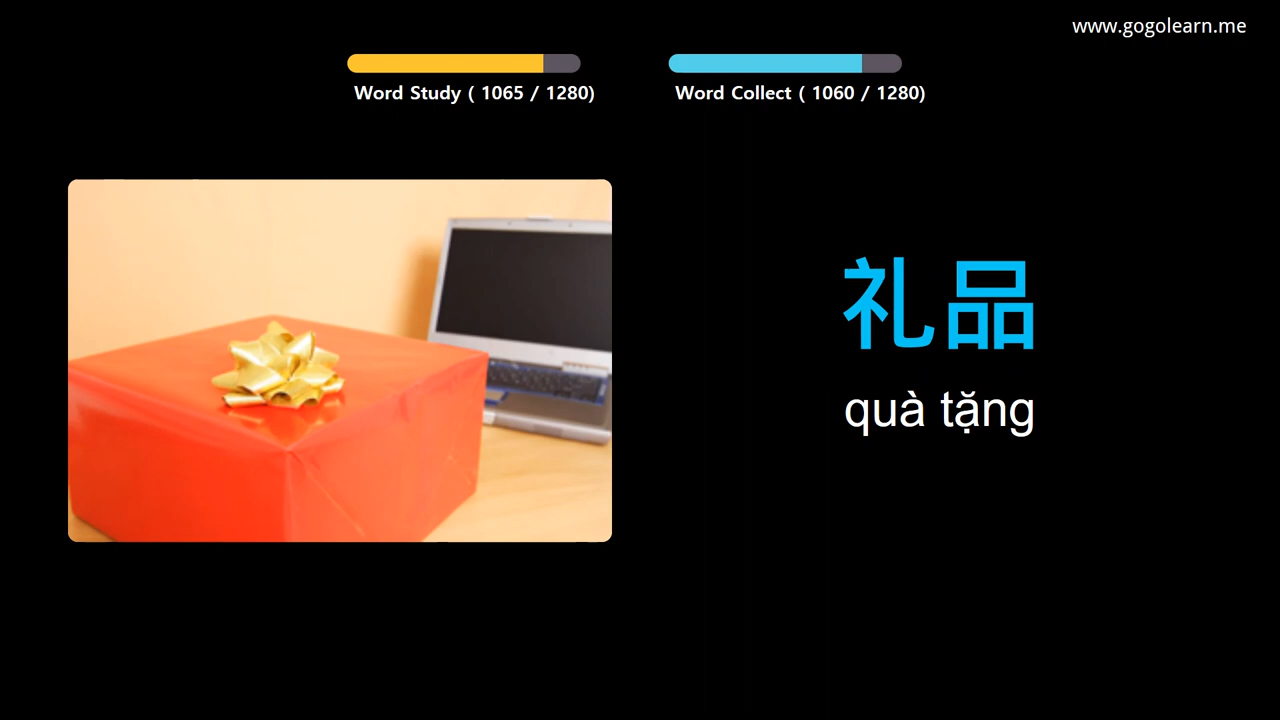 www.gogolearn.me
Word Study ( 1065 / 1280)
Word Collect ( 1060 / 1280)
礼品
quà tặng